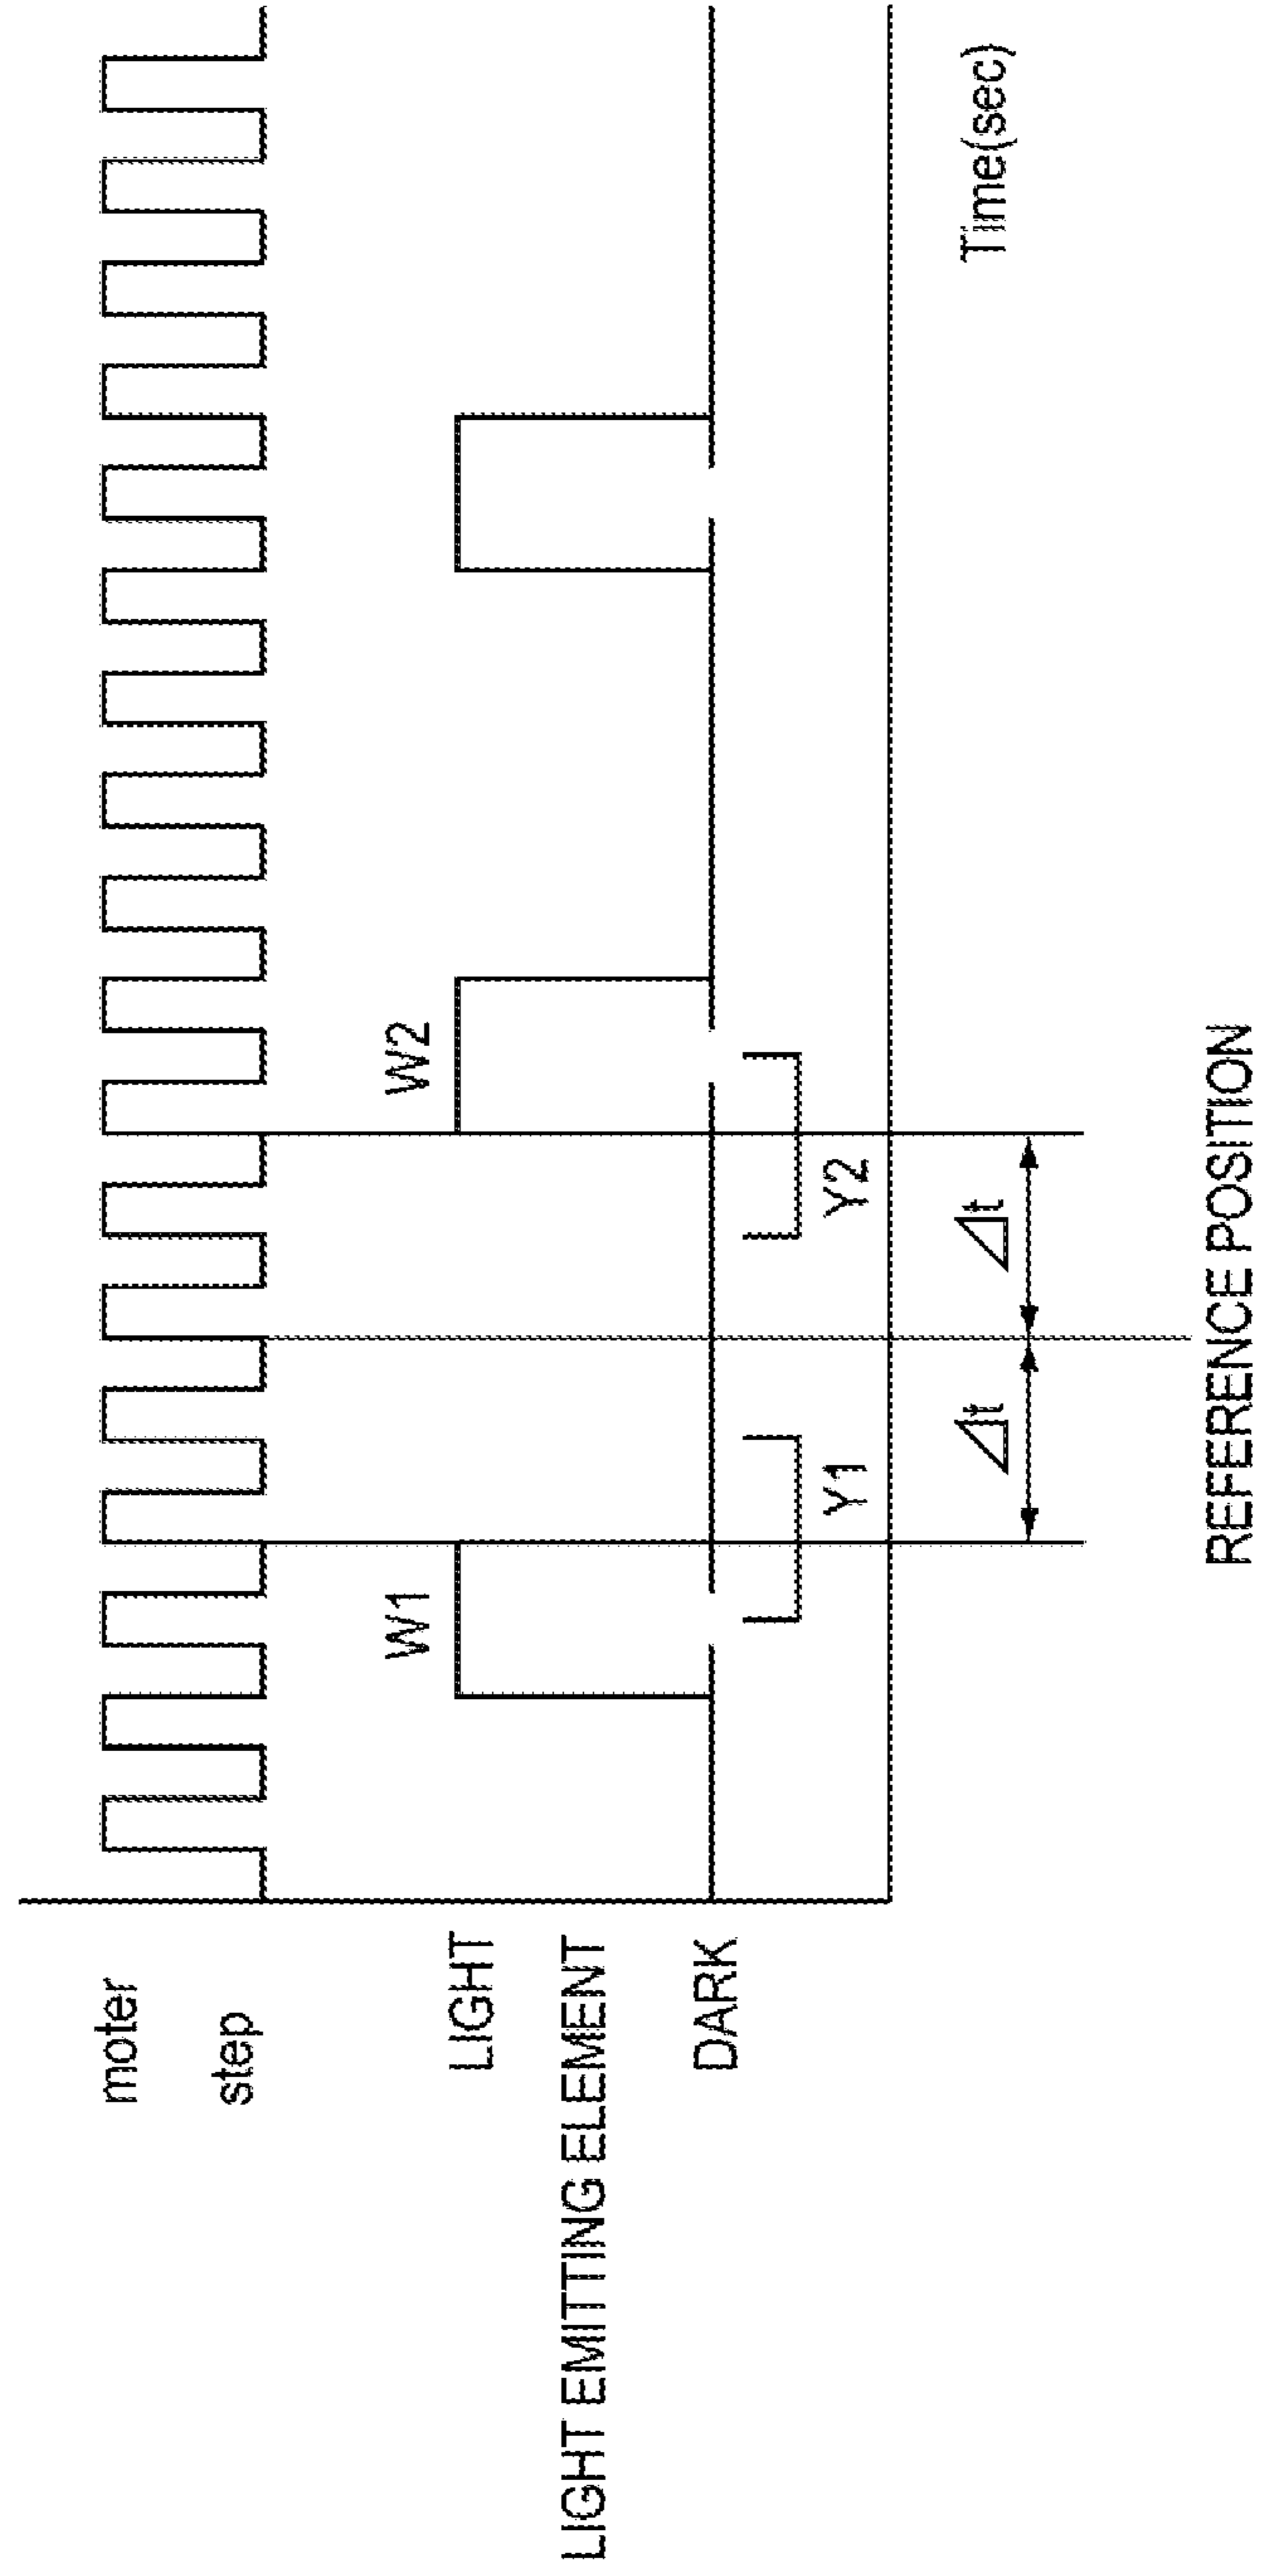 moter
step
LIGHT
LIGHT EMITTING ELEMENT
DARK
W1
W2
Y1
Y2
Δt
Δt
Time(sec)
REFERENCE POSITION